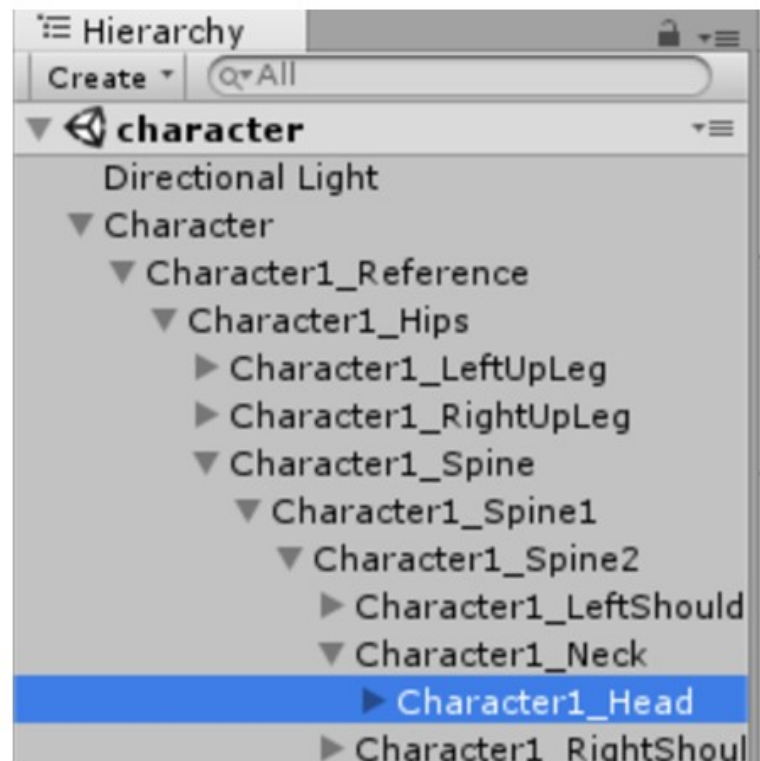 Hierarchy
Create All
character
Directional Light
Character
Character1_Reference
Character1_Hips
Character1_LeftUpLeg
Character1_RightUpLeg
Character1_Spine
Character1_Spine1
Character1_Spine2
Character1_LeftShould
Character1_Neck
Character1_Head
Character1_RightShoul